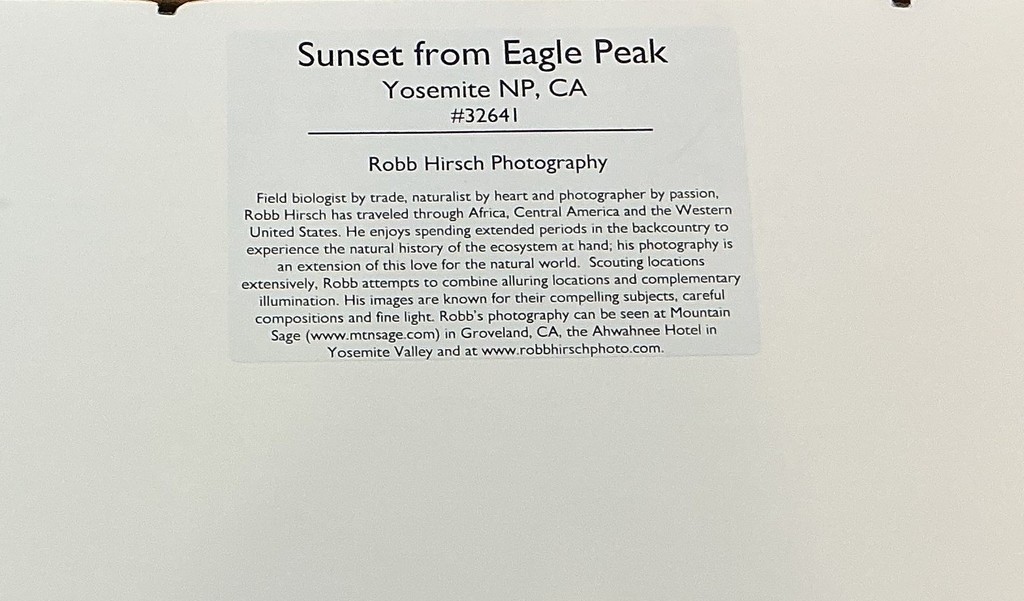 Sunset from Eagle Peak
Yosemite NP, CA
#32641
Robb Hirsch Photography
Field biologist by trade, naturalist by heart and photographer by passion,
Robb Hirsch has traveled through Africa, Central America and the Western
United States. He enjoys spending extended periods in the backcountry to
experience the natural history of the ecosystem at hand; his photography is
an extension of this love for the natural world. Scouting locations
extensively, Robb attempts to combine alluring locations and complementary
illumination. His images are known for their compelling subjects, careful
compositions and fine light. Robb's photography can be seen at Mountain
Sage (www.mtnsage.com) in Groveland, CA, the Ahwahnee Hotel in
Yosemite Valley and at www.robbhirschphoto.com.